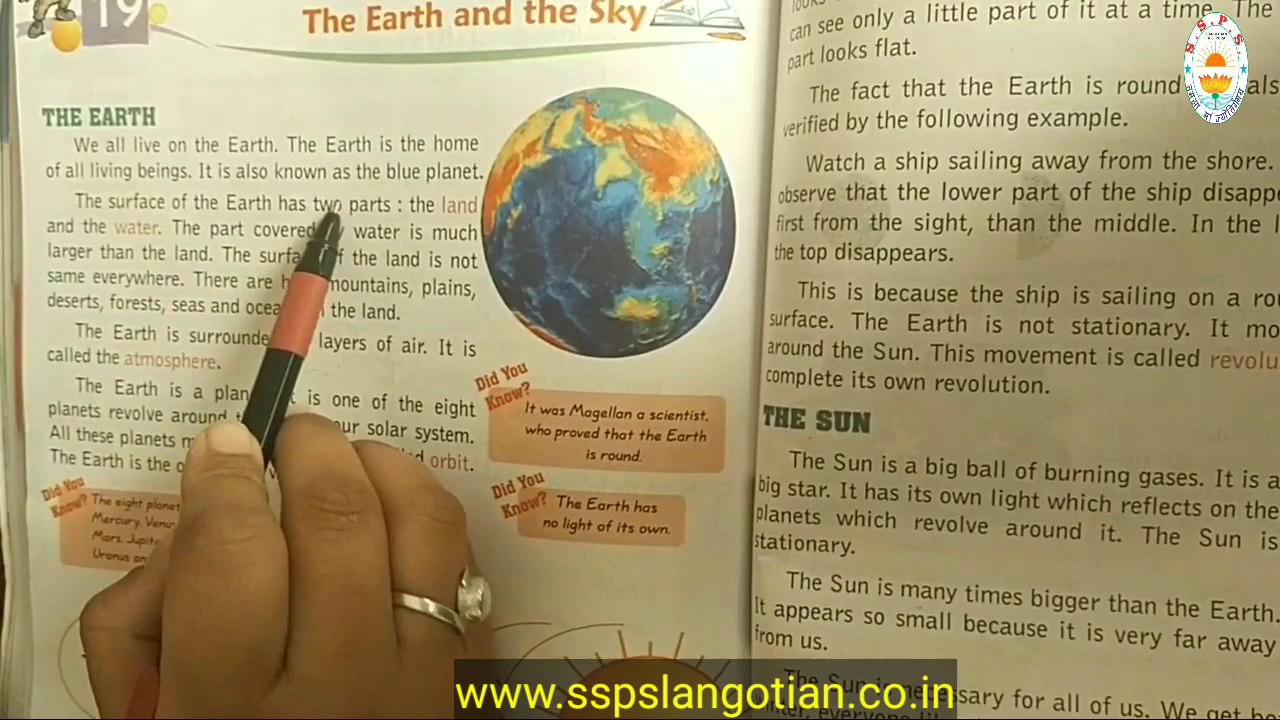 19
The Earth and the Sky
THE EARTH
We all live on the Earth. The Earth is the home
of all living beings. It is also known as the blue planet.
The surface of the Earth has two parts : the land
and the water. The part covered water is much
larger than the land. The the land is not
same everywhere. There are mountains, plains,
deserts, forests, seas and the land.
The Earth is layers of air. It is
called the atmosphere.
The Earth is a is one of the eight
planets revolve around solar system.
All these planets orbit.
The Earth is the
Did You
Know?
The eight
Mercury,
Mars,
Uranus
Did You
Know?
It was Magellan a scientist,
who proved that the Earth
is round.
Did You
Know?
The Earth has
no light of its own.
can see only a little part of it at a time. The
part looks flat.
The fact that the Earth is round
verified by the following example.
Watch a ship sailing away from the shore.
observe that the lower part of the ship
first from the sight, than the middle. In the
the top disappears.
This is because the ship is sailing on a
surface. The Earth is not stationary. It
around the Sun. This movement is called
complete its own revolution.
THE SUN
The Sun is a big ball of burning gases. It is a
big star. It has its own light which reflects on the
planets which revolve around it. The Sun is
stationary.
The Sun is many times bigger than the Earth.
It appears so small because it is very far away
from us.
The Sun is necessary for all of us. We get
S S P S
www.sspslangotian.co.in